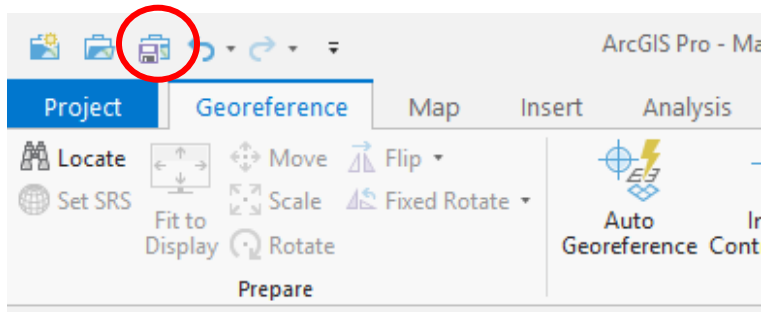 ArcGIS Pro - Ma
Project Georeference Map Insert Analysis
Locate Move Flip
Set SRS Scale Fixed Rotate
Fit to Display Rotate
Auto Georeference
Prepare